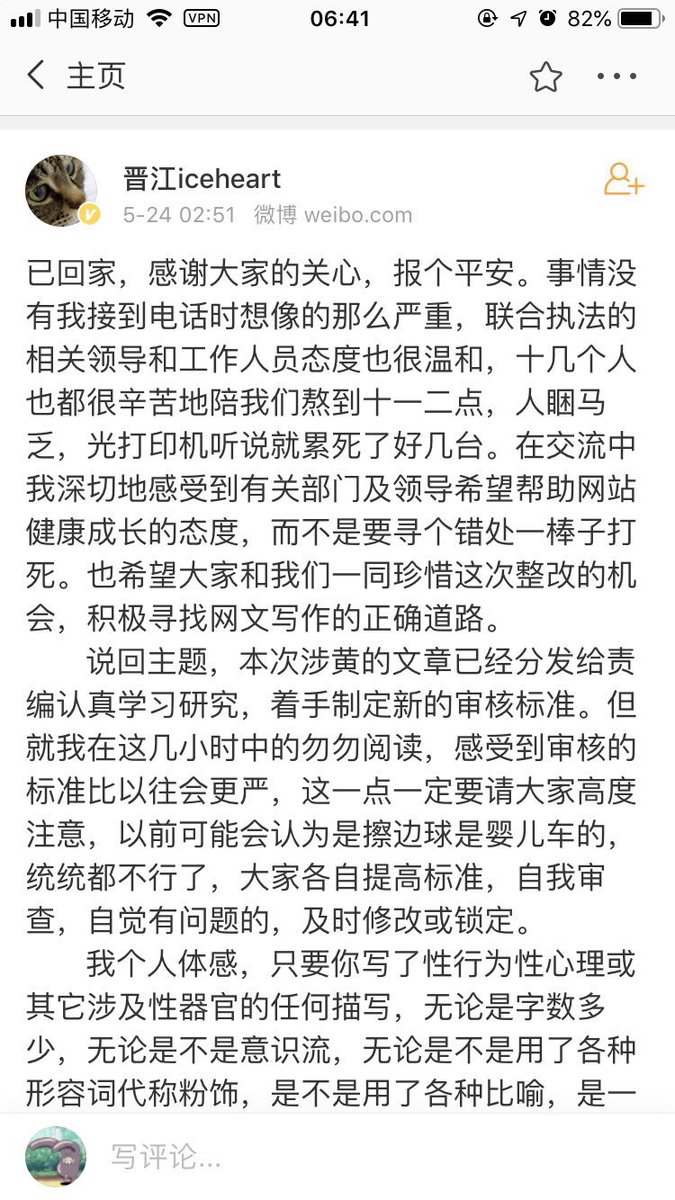 中国移动 VPN 06:41 82%
主页
晋江iceheart
5-24 02:51 微博 weibo.com
已回家，感谢大家的关心，报个平安。事情没
有我接到电话时想像的那么严重，联合执法的
相关领导和工作人员态度也很温和，十几个人
也都很辛苦地陪我们熬到十一二点，人睏马
乏，光打印机听说就累死了好几台。在交流中
我深切地感受到有关部门及领导希望帮助网站
健康成长的态度，而不是要寻个错处一棒子打
死。也希望大家和我们一同珍惜这次整改的机
会，积极寻找网文写作的正确道路。
说回主题，本次涉黄的文章已经分发给责
编认真学习研究，着手制定新的审核标准。但
就我在这几小时中的匆勿阅读，感受到审核的
标准比以往会更严，这一点一定要请大家高度
注意，以前可能会认为是擦边球是婴儿车的，
统统都不行了，大家各自提高标准，自我审
查，自觉有问题的，及时修改或锁定。
我个人体感，只要你写了性行为性心理或
其它涉及性器官的任何描写，无论是字数多
少，无论是不是意识流，无论是不是用了各种
形容词代称粉饰，是不是用了各种比喻，是一
写评论...